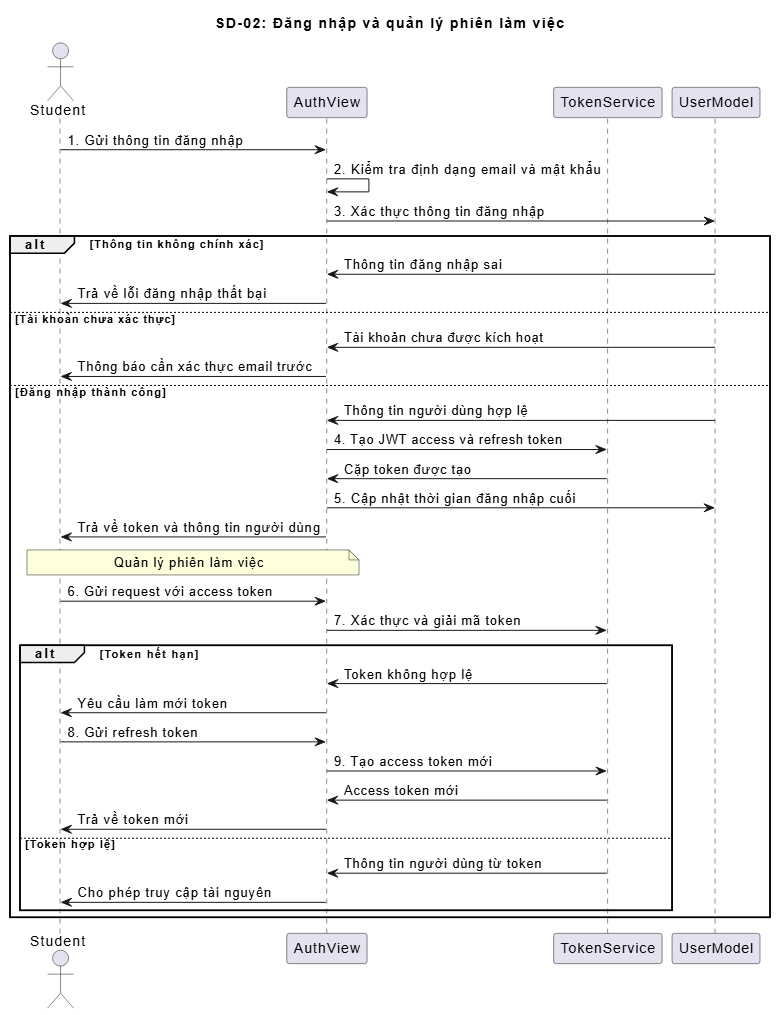 SD-02: Đăng nhập và quản lý phiên làm việc
Student
AuthView
TokenService
UserModel
1. Gửi thông tin đăng nhập
2. Kiểm tra định dạng email và mật khẩu
3. Xác thực thông tin đăng nhập
alt
[Thông tin không chính xác]
Thông tin đăng nhập sai
Trả về lỗi đăng nhập thất bại
[Tài khoản chưa xác thực]
Tài khoản chưa được kích hoạt
Thông báo cần xác thực email trước
[Đăng nhập thành công]
Thông tin người dùng hợp lệ
4. Tạo JWT access và refresh token
Cặp token được tạo
5. Cập nhật thời gian đăng nhập cuối
Trả về token và thông tin người dùng
Quản lý phiên làm việc
6. Gửi request với access token
7. Xác thực và giải mã token
alt
[Token hết hạn]
Token không hợp lệ
Yêu cầu làm mới token
8. Gửi refresh token
9. Tạo access token mới
Access token mới
Trả về token mới
[Token hợp lệ]
Thông tin người dùng từ token
Cho phép truy cập tài nguyên
Student
AuthView
TokenService
UserModel